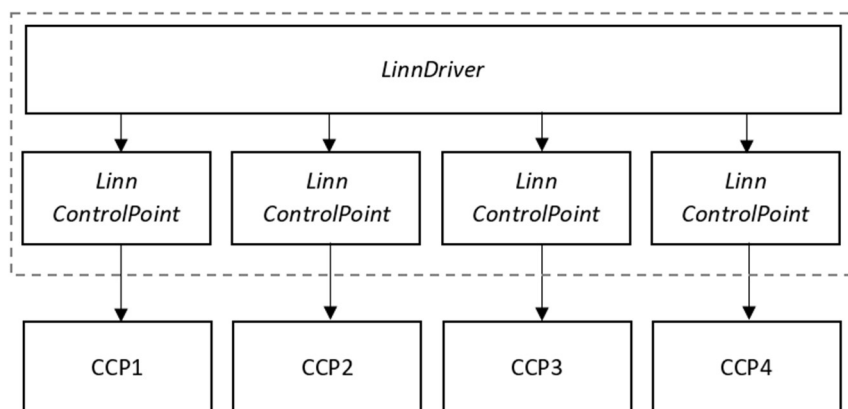 LinnDriver
Linn Linn Linn Linn
ControlPoint ControlPoint ControlPoint ControlPoint
CCP1 CCP2 CCP3 CCP4